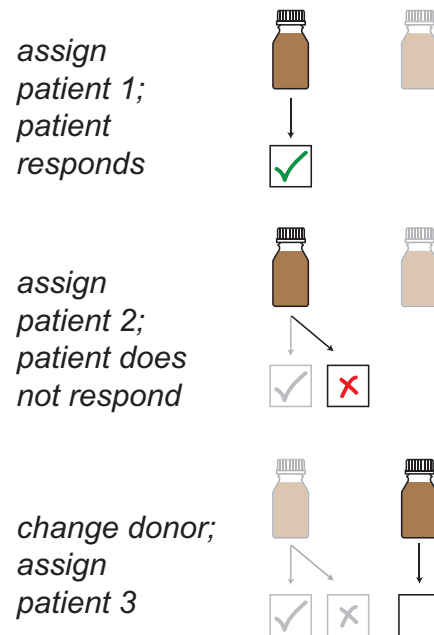 assign
patient 1;
patient
responds
assign
patient 2;
patient does
not respond
change donor;
assign
patient 3